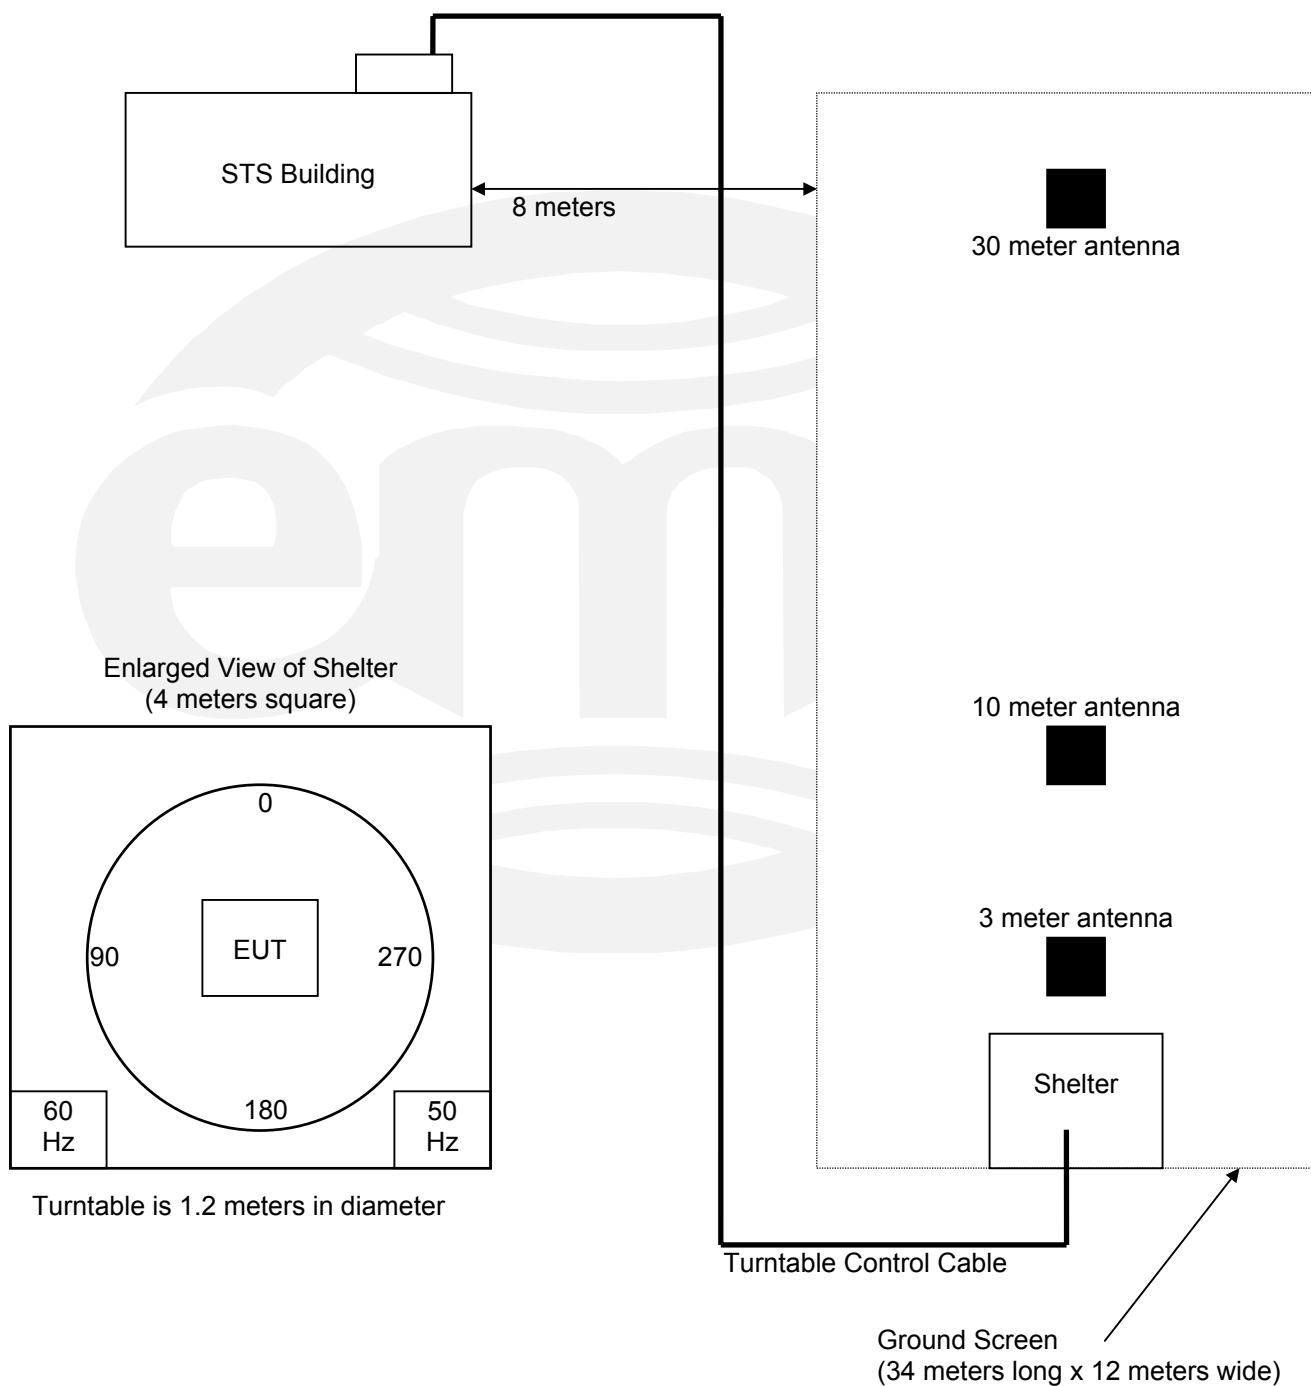 STS Building
8 meters
30 meter antenna
Enlarged View of Shelter
(4 meters square)
0
EUT
90
270
180
60
Hz
50
Hz
Turntable is 1.2 meters in diameter
10 meter antenna
3 meter antenna
Shelter
Turntable Control Cable
Ground Screen
(34 meters long x 12 meters wide)
em